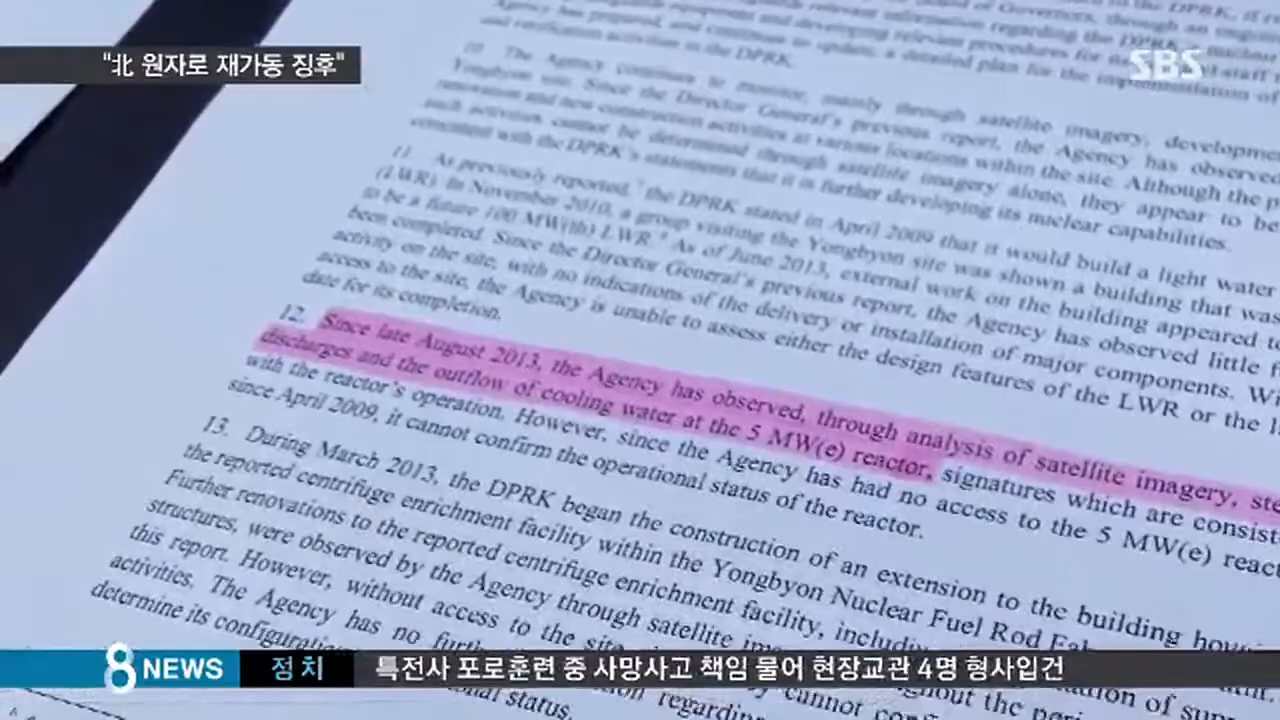 "北 원자로 재가동 징후"
SBS
Agency has prepared, and
and verification activities in the DPRK.
a detailed plan for the implementation of
10. The Agency continues to monitor, mainly through satellite imagery, developme
Yongbyon site. Since the Director General's previous report, the Agency has observed
renovation and new construction activities at various locations within the site. Although the p
such activities cannot be determined through satellite imagery alone, they appear to be
consistent with the DPRK's statements that it is further developing its nuclear capabilities.
11. As previously reported, the DPRK stated in April 2009 that it would build a light water
(LWR). In November 2010, a group visiting the Yongbyon site was shown a building that was
to be a future 100 MW(th) LWR. As of June 2013, external work on the building appeared to
been completed. Since the Director General's previous report, the Agency has observed little f
activity on the site, with no indications of the delivery or installation of major components. Wi
access to the site, the Agency is unable to assess either the design features of the LWR or the li
date for its completion.
12. Since late August 2013, the Agency has observed, through analysis of satellite imagery, ste
discharges and the outflow of cooling water at the 5 MW(e) reactor, signatures which are consist
with the reactor's operation. However, since the Agency has had no access to the 5 MW(e) react
since April 2009, it cannot confirm the operational status of the reactor.
13. During March 2013, the DPRK began the construction of an extension to the building hou
the reported centrifuge enrichment facility within the Yongbyon Nuclear Fuel Rod Fab
Further renovations to the reported centrifuge enrichment facility, includin
structures, were observed by the Agency through satellite ima
this report. However, without access to the site
activities. The Agency has no furth
determine its configuratio
8 NEWS
정치
특전사 포로훈련 중 사망사고 책임 물어 현장교관 4명 형사입건